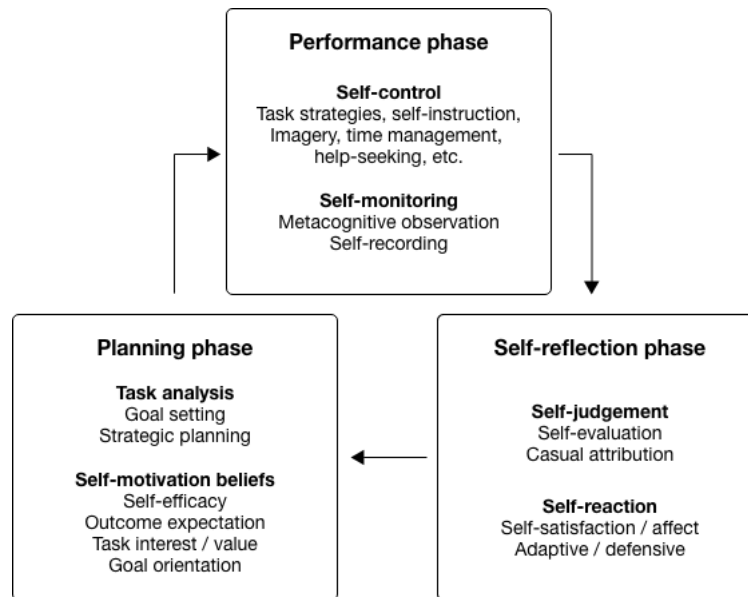 Performance phase
Self-control
Task strategies, self-instruction,
Imagery, time management,
help-seeking, etc.
Self-monitoring
Metacognitive observation
Self-recording
Planning phase
Task analysis
Goal setting
Strategic planning
Self-motivation beliefs
Self-efficacy
Outcome expectation
Task interest / value
Goal orientation
Self-reflection phase
Self-judgement
Self-evaluation
Casual attribution
Self-reaction
Self-satisfaction / affect
Adaptive / defensive